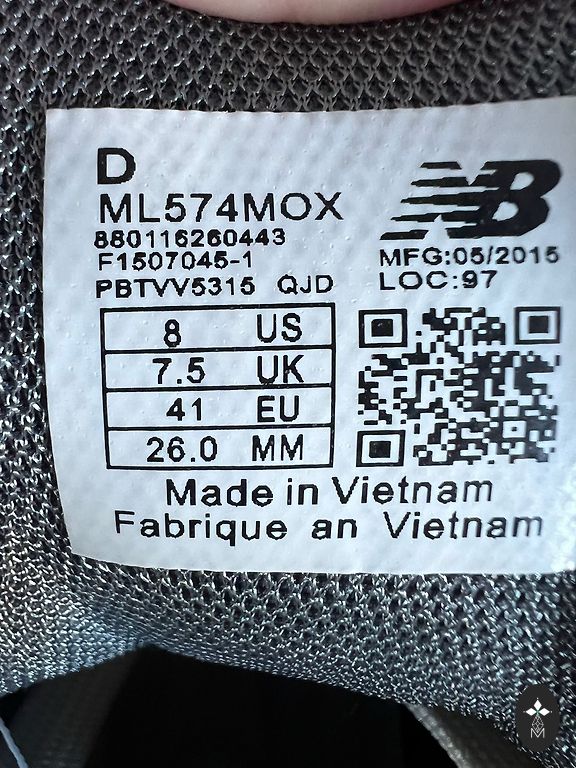 D
ML574MOX
880116260443
F1507045-1
PBTVV5315 QJD
NB
MFG:05/2015
LOC:97
8 US
7.5 UK
41 EU
26.0 MM
Made in Vietnam
Fabrique an Vietnam
M